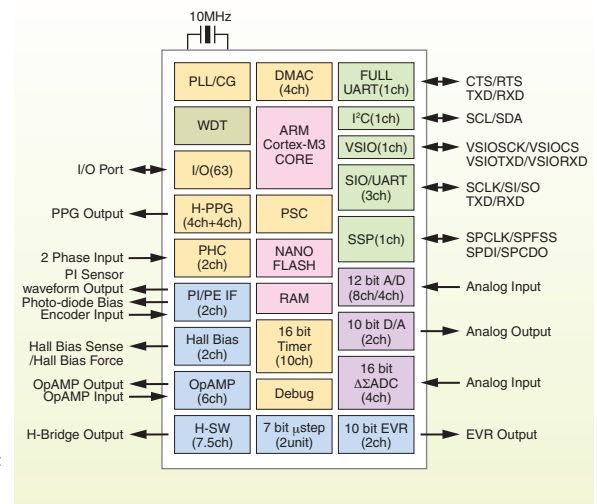 10MHz
PLL/CG
DMAC
(4ch)
FULL
UART(1ch)
CTS/RTS
TXD/RXD
WDT
ARM
Cortex-M3
CORE
I²C(1ch)
SCL/SDA
VSIO(1ch)
VSIOSCK/VSIOCS
VSIOTXD/VSIORXD
I/O Port
I/O(63)
SIO/UART
(3ch)
SCLK/SI/SO
TXD/RXD
PPG Output
H-PPG
(4ch+4ch)
PSC
SSP(1ch)
SPCLK/SPFSS
SPDI/SPCDO
2 Phase Input
PHC
(2ch)
NANO
FLASH
PI Sensor
waveform Output
Photo-diode Bias
Encoder Input
PI/PE IF
(2ch)
RAM
12 bit A/D
(8ch/4ch)
Analog Input
Hall Bias Sense
/Hall Bias Force
Hall Bias
(2ch)
16 bit
Timer
(10ch)
10 bit D/A
(2ch)
Analog Output
OpAMP Output
OpAMP Input
OpAMP
(6ch)
Debug
16 bit
ΔΣADC
(4ch)
Analog Input
H-Bridge Output
H-SW
(7.5ch)
7 bit μstep
(2unit)
10 bit EVR
(2ch)
EVR Output